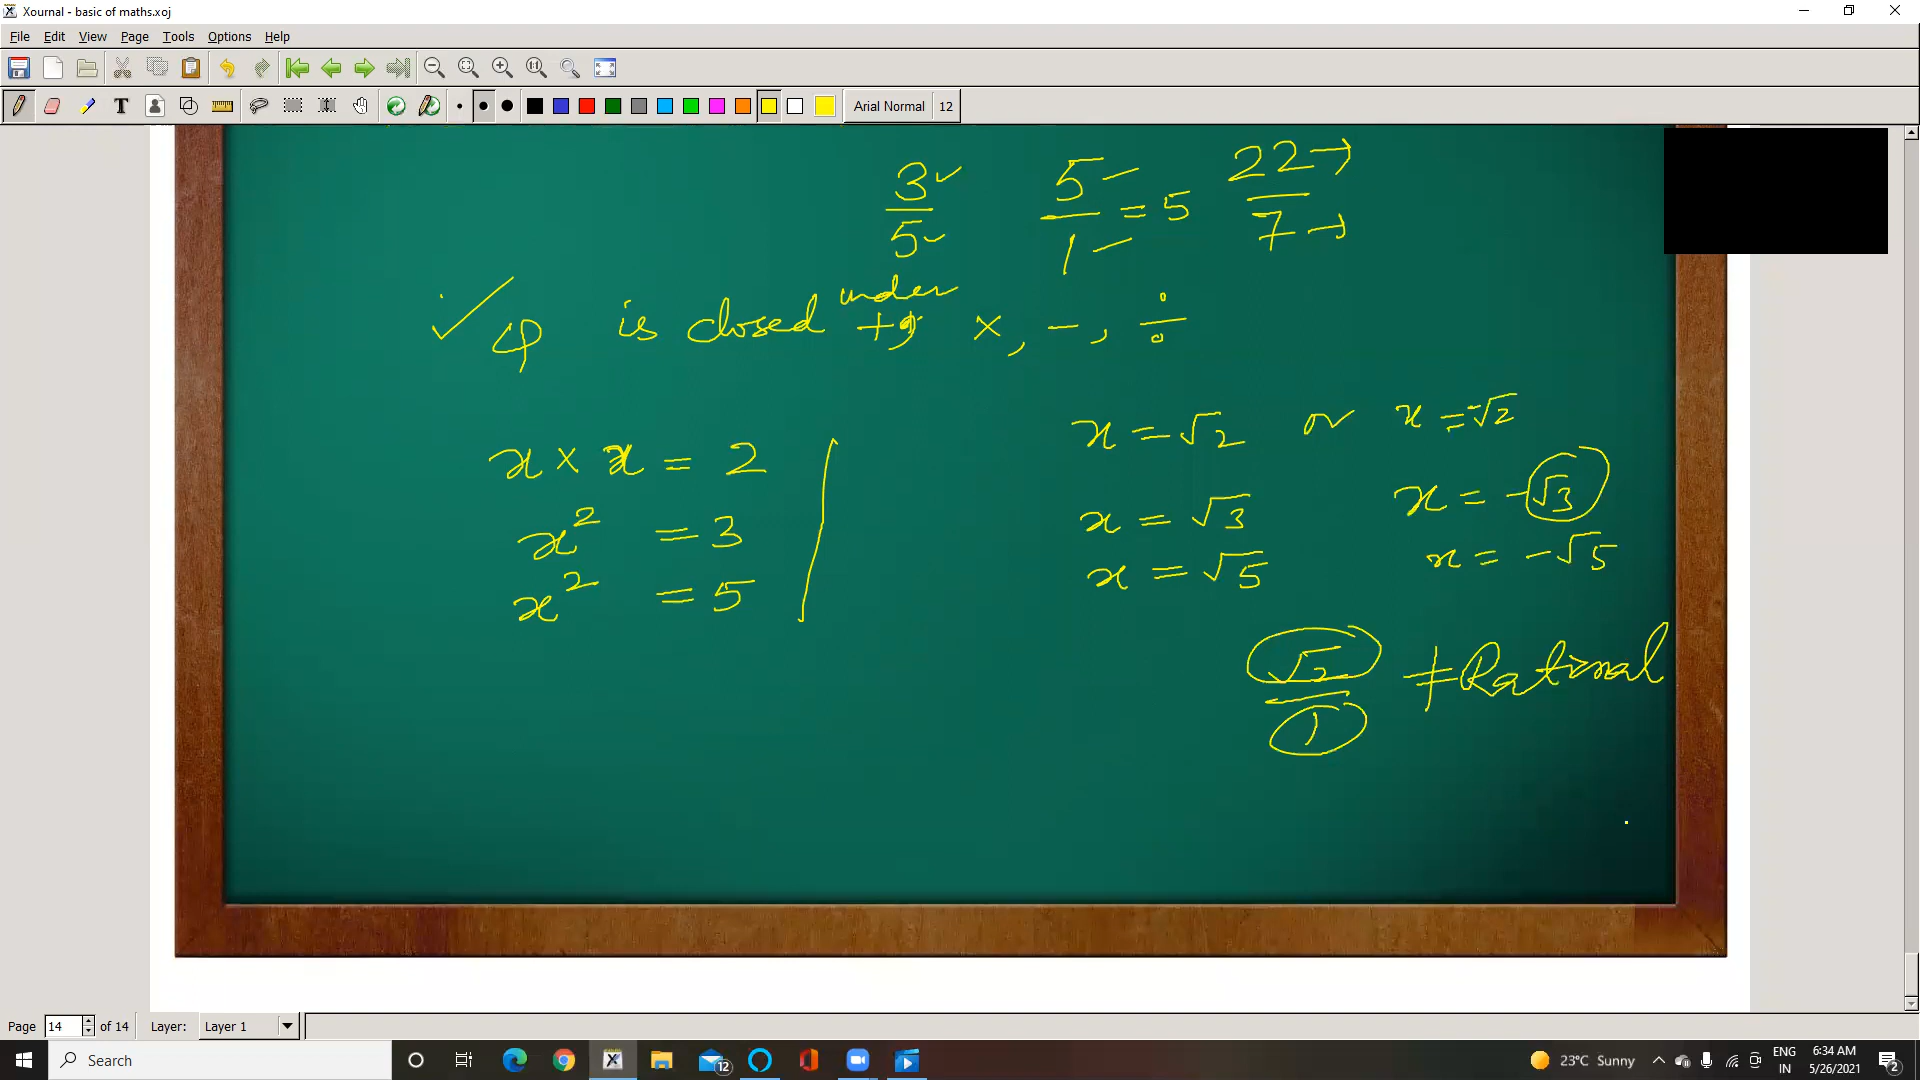 Xournal - basic of maths.xoj
File Edit View Page Tools Options Help
Arial Normal 12
3/5 5/1 = 5 22/7
φ is closed under +, ×, −, ÷
x × x = 2
x² = 3
x² = 5
x = √2 or x = -√2
x = √3 x = -√3
x = √5 x = -√5
√2/1 ≠ Rational
Page 14 of 14 Layer: Layer 1
Search
12
23°C Sunny
ENG
IN
6:34 AM
5/26/2021
2